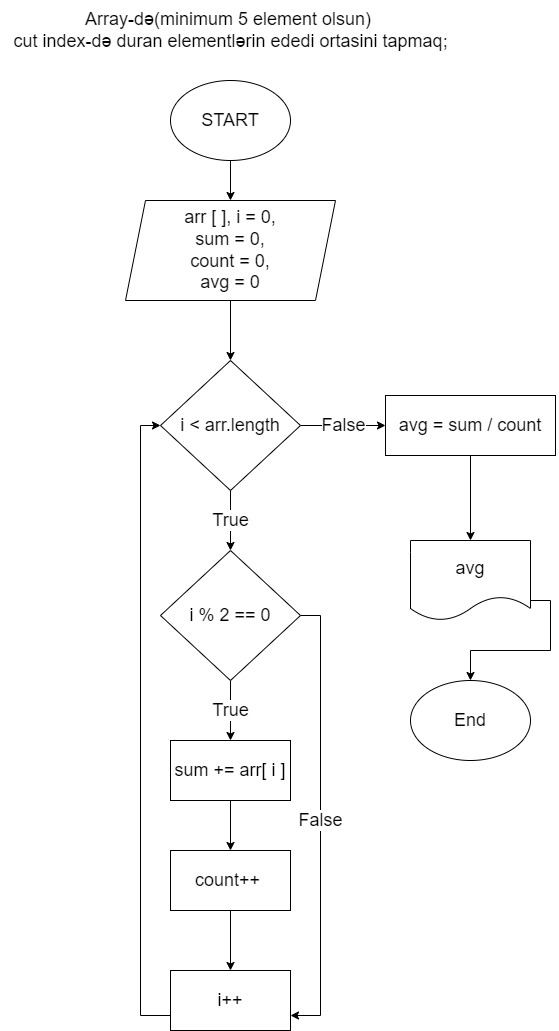 Array-də(minimum 5 element olsun)
cut index-də duran elementlərin ededi ortasini tapmaq;
START
arr [ ], i = 0,
sum = 0,
count = 0,
avg = 0
i < arr.length
False
avg = sum / count
True
avg
i % 2 == 0
True
End
sum += arr[ i ]
False
count++
i++